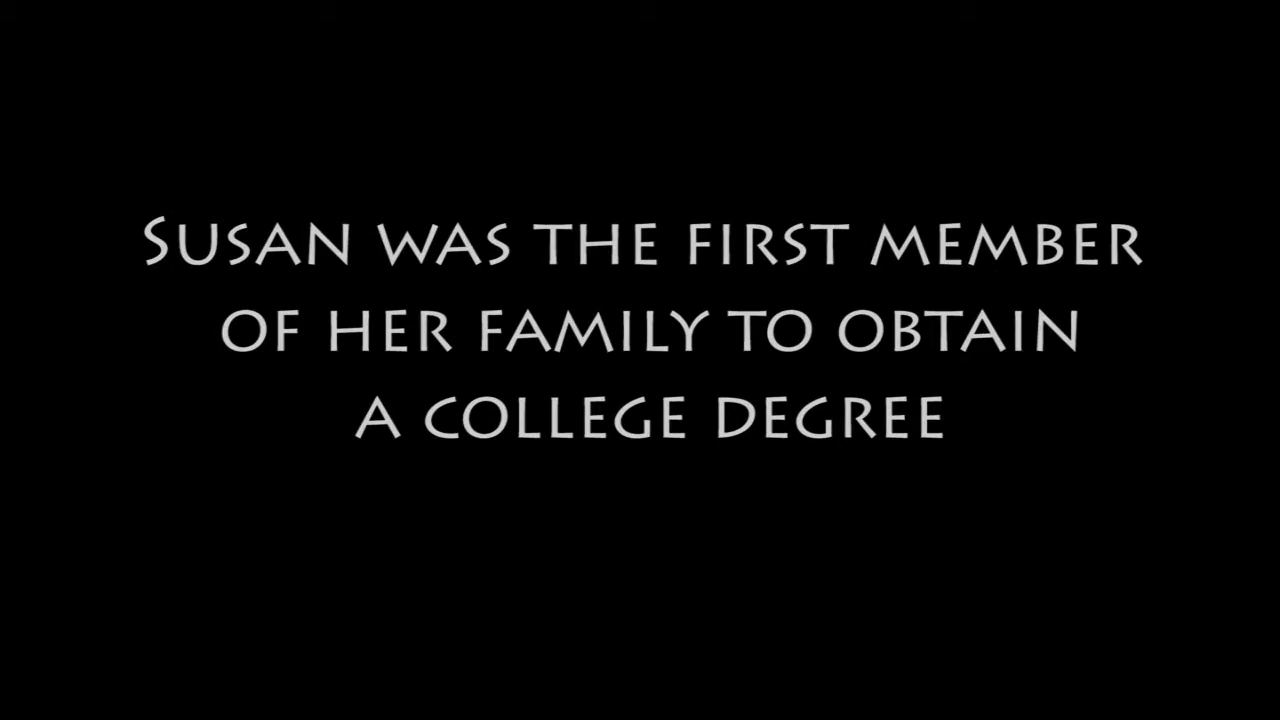 Susan was the first member
of her family to obtain
a college degree